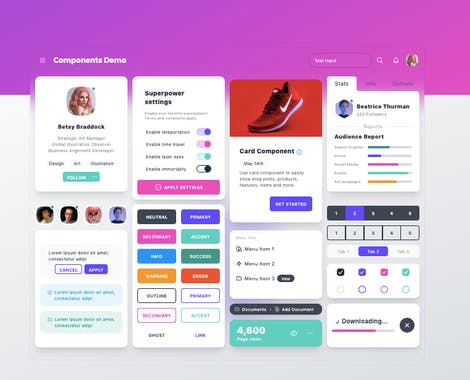 Components Demo
Text input
Betsy Braddock
Strategic Art Manager
Global Illustration Observer
Business Alignment Developer
Design
Art
Illustration
FOLLOW
Lorem ipsum dolor sit amet, consectetur adipisci!
CANCEL
APPLY
Lorem ipsum dolor sit amet,
consectetur adipisci!
Lorem ipsum dolor sit amet,
consectetur adipisci!
Superpower
settings
Enable your favorite superpowers
Terms and conditions apply
Enable teleportation
Enable time travel
Enable laser eyes
Enable immortality
APPLY SETTINGS
NEUTRAL
PRIMARY
SECONDARY
ACCENT
INFO
SUCCESS
WARNING
ERROR
OUTLINE
PRIMARY
SECONDARY
ACCENT
GHOST
LINK
Card Component
May 14th
Use card component to easily
show blog posts, products,
features, items and more.
GET STARTED
Menu Title
Menu Item 1
Menu Item 2
Menu Item 3
new
Documents
Add Document
4,600
Page views
Stats
Info
Options
Beatrice Thurman
222 Followers
Reports
Audience Report
Search Engines
Direct
Social Media
Emails
Ad campaigns
1
2
3
4
5
1
2
3
4
5
Tab 1
Tab 2
Tab 3
Downloading...